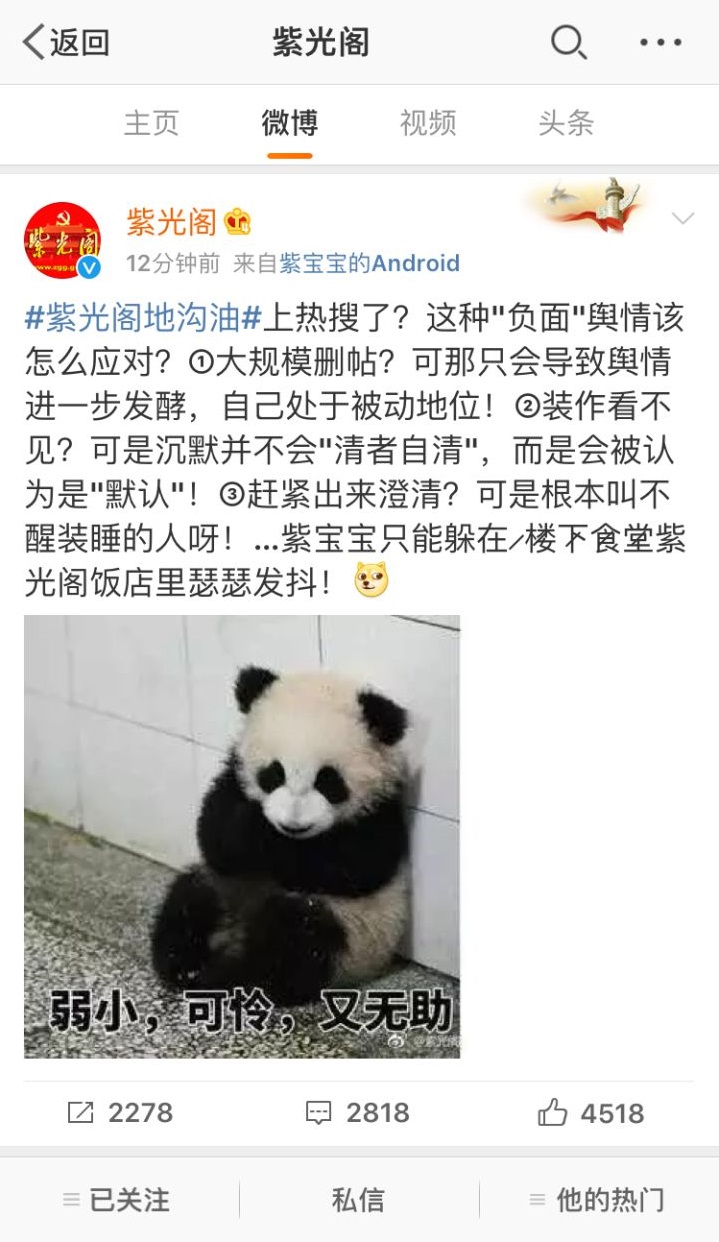 返回
紫光阁
主页
微博
视频
头条
紫光阁
紫光阁
12分钟前 来自紫宝宝的Android
#紫光阁地沟油#上热搜了？这种"负面"舆情该
怎么应对？①大规模删帖？可那只会导致舆情
进一步发酵，自己处于被动地位！②装作看不
见？可是沉默并不会"清者自清"，而是会被认
为是"默认"！③赶紧出来澄清？可是根本叫不
醒装睡的人呀！...紫宝宝只能躲在╱楼下食堂紫
光阁饭店里瑟瑟发抖！
弱小，可怜，又无助
@紫光阁
2278
2818
4518
已关注
私信
他的热门